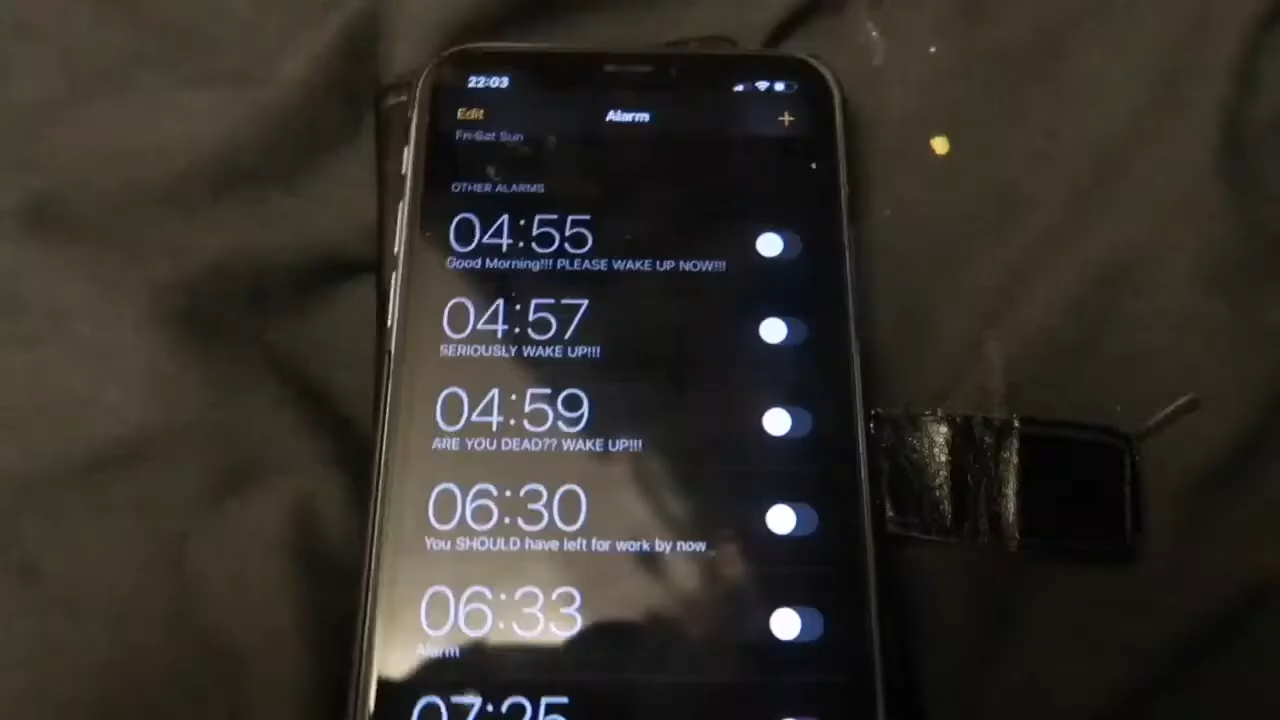 22:03
Edit Alarm +
Fri Sat Sun
OTHER ALARMS
04:55
Good Morning!!! PLEASE WAKE UP NOW!!!
04:57
SERIOUSLY WAKE UP!!!
04:59
ARE YOU DEAD?? WAKE UP!!!
06:30
You SHOULD have left for work by now
06:33
Alarm
07:25